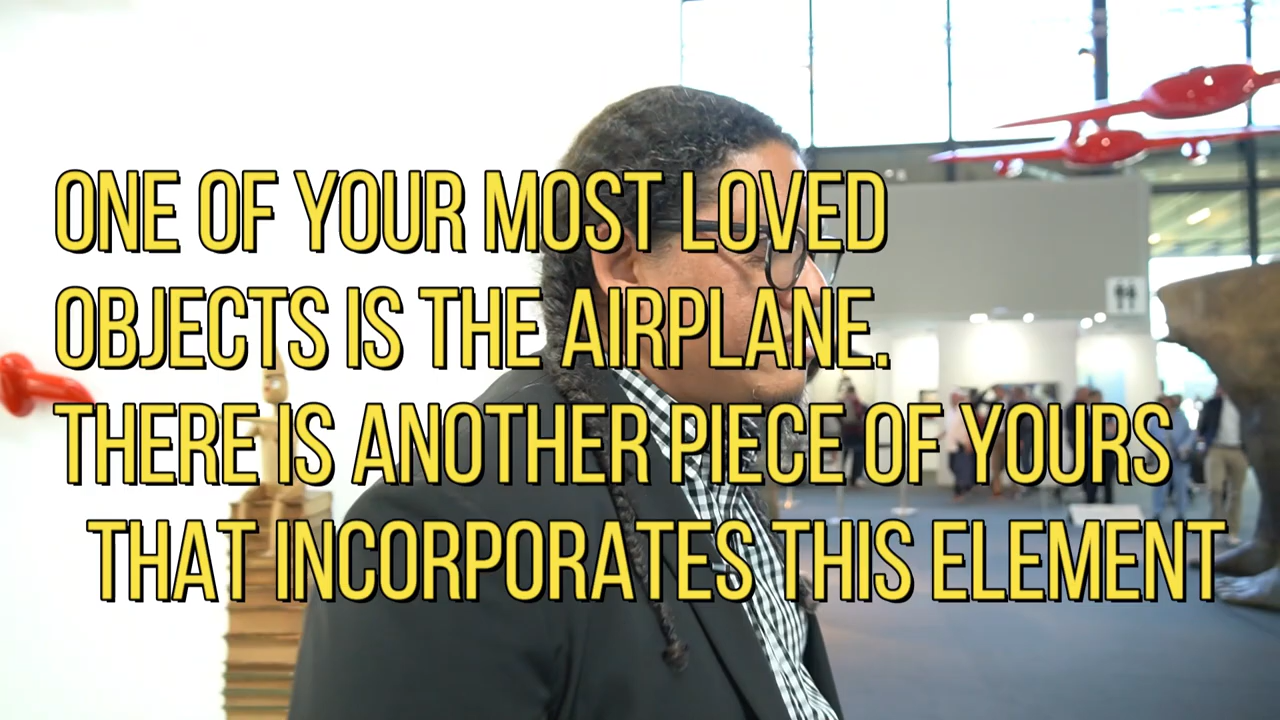 ONE OF YOUR MOST LOVED
OBJECTS IS THE AIRPLANE.
THERE IS ANOTHER PIECE OF YOURS
THAT INCORPORATES THIS ELEMENT